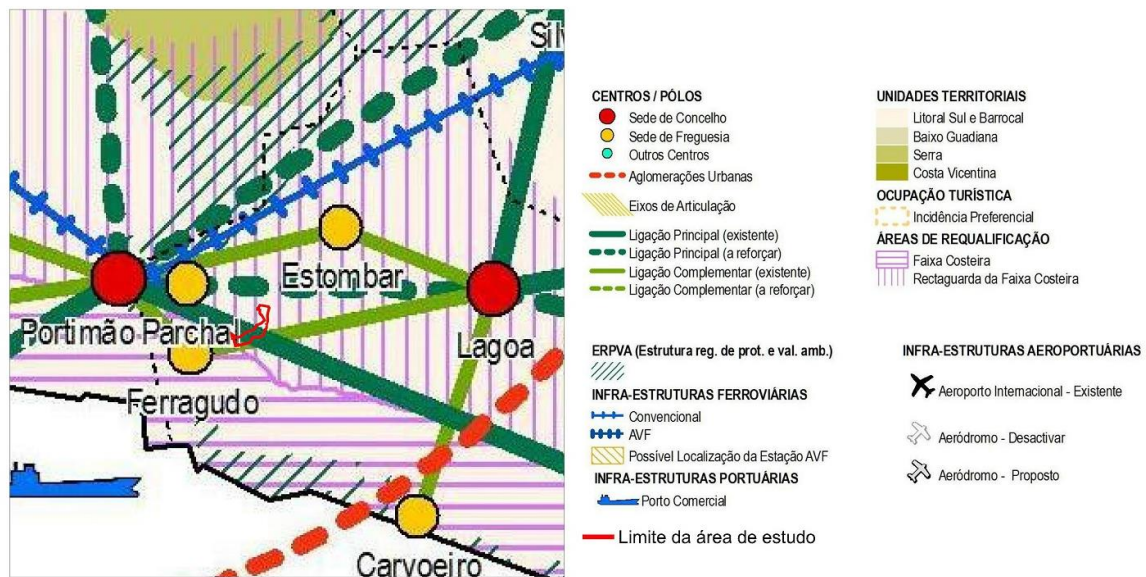 Sil
Estombar
Portimão Parchal
Lagoa
Ferragudo
Carvoeiro
CENTROS / PÓLOS
Sede de Concelho
Sede de Freguesia
Outros Centros
Aglomerações Urbanas
Eixos de Articulação
Ligação Principal (existente)
Ligação Principal (a reforçar)
Ligação Complementar (existente)
Ligação Complementar (a reforçar)
ERPVA (Estrutura reg. de prot. e val. amb.)
INFRA-ESTRUTURAS FERROVIÁRIAS
Convencional
AVF
Possível Localização da Estação AVF
INFRA-ESTRUTURAS PORTUÁRIAS
Porto Comercial
Limite da área de estudo
UNIDADES TERRITORIAIS
Litoral Sul e Barrocal
Baixo Guadiana
Serra
Costa Vicentina
OCUPAÇÃO TURÍSTICA
Incidência Preferencial
ÁREAS DE REQUALIFICAÇÃO
Faixa Costeira
Rectaguarda da Faixa Costeira
INFRA-ESTRUTURAS AEROPORTUÁRIAS
Aeroporto Internacional - Existente
Aeródromo - Desactivar
Aeródromo - Proposto